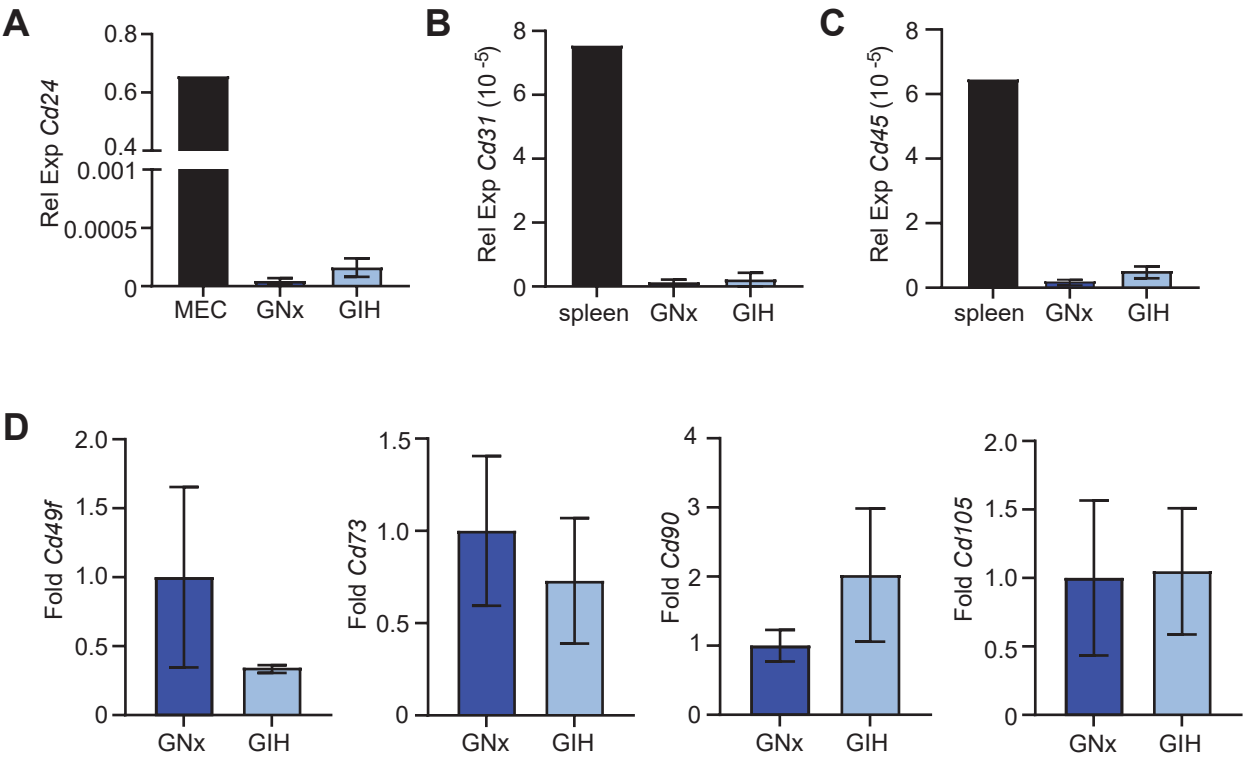 A
Rel Exp Cd24
0.8
0.6
0.4
0.001
0.0005
0
MEC GNx GIH
B
Rel Exp Cd31 (10 -5)
8
6
4
2
0
spleen GNx GIH
C
Rel Exp Cd45 (10 -5)
8
6
4
2
0
spleen GNx GIH
D
Fold Cd49f
2.0
1.5
1.0
0.5
0
GNx GIH
Fold Cd73
1.5
1.0
0.5
0
GNx GIH
Fold Cd90
4
3
2
1
0
GNx GIH
Fold Cd105
2.0
1.5
1.0
0.5
0
GNx GIH